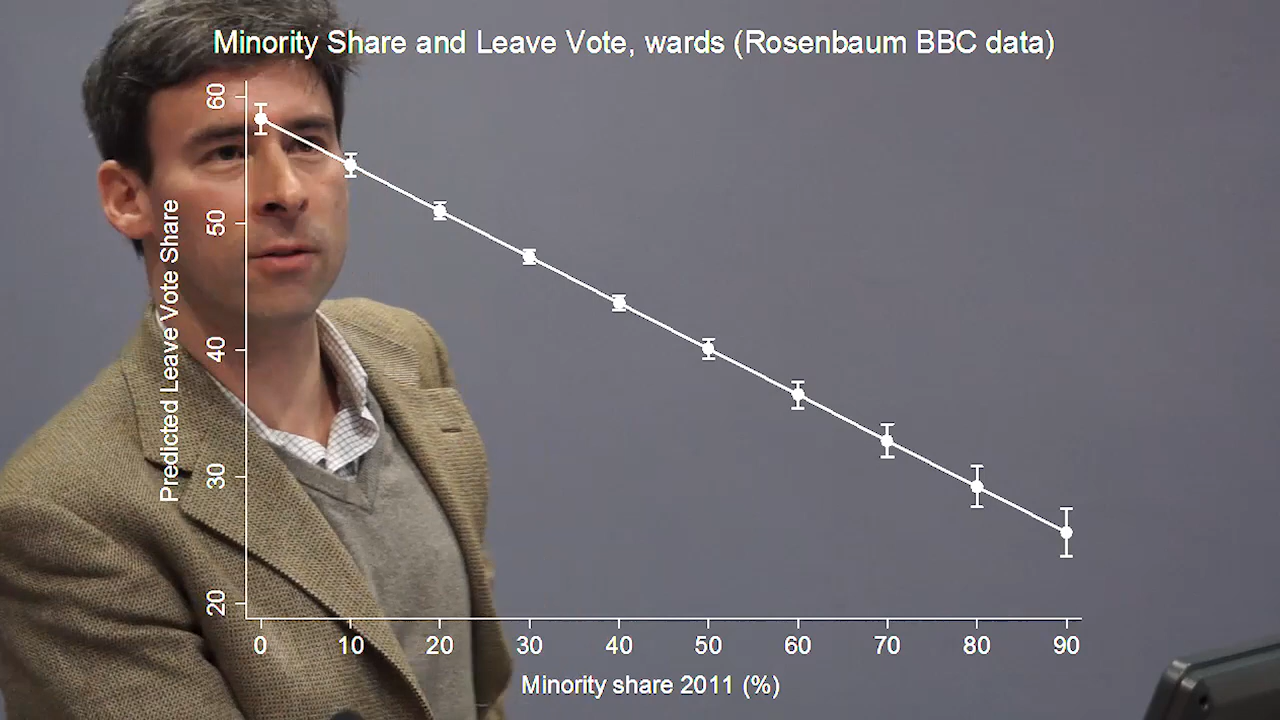 Minority Share and Leave Vote, wards (Rosenbaum BBC data)
Predicted Leave Vote Share
60
50
40
30
20
0 10 20 30 40 50 60 70 80 90
Minority share 2011 (%)